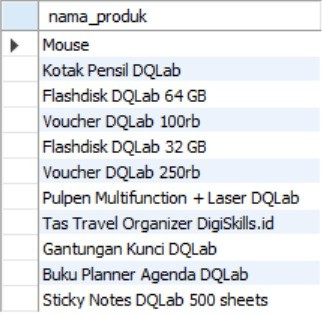 nama_produk
Mouse
Kotak Pensil DQLab
Flashdisk DQLab 64 GB
Voucher DQLab 100rb
Flashdisk DQLab 32 GB
Voucher DQLab 250rb
Pulpen Multifunction + Laser DQLab
Tas Travel Organizer DigiSkills.id
Gantungan Kunci DQLab
Buku Planner Agenda DQLab
Sticky Notes DQLab 500 sheets